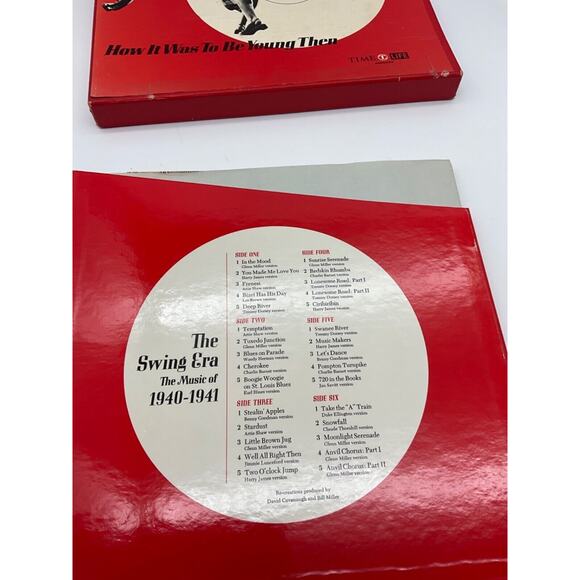 How It Was To Be Young Then
TIME LIFE
The
Swing Era
The Music of
1940-1941
SIDE ONE
1 In the Mood
Glenn Miller version
2 You Made Me Love You
Harry James version
3 Frenesi
Artie Shaw version
4 Bizet Has His Day
Les Brown version
5 Deep River
Tommy Dorsey version
SIDE TWO
1 Temptation
Artie Shaw version
2 Tuxedo Junction
Glenn Miller version
3 Blues on Parade
Woody Herman version
4 Cherokee
Charlie Barnet version
5 Boogie Woogie
on St. Louis Blues
Earl Hines version
SIDE THREE
1 Stealin' Apples
Benny Goodman version
2 Stardust
Artie Shaw version
3 Little Brown Jug
Glenn Miller version
4 Well All Right Then
Jimmie Lunceford version
5 Two O'clock Jump
Harry James version
SIDE FOUR
1 Sunrise Serenade
Glenn Miller version
2 Redskin Rhumba
Charlie Barnet version
3 Lonesome Road: Part I
Tommy Dorsey version
4 Lonesome Road: Part II
Tommy Dorsey version
5 Ciribiribin
Harry James version
SIDE FIVE
1 Swanee River
Tommy Dorsey version
2 Music Makers
Harry James version
3 Let's Dance
Benny Goodman version
4 Pompton Turnpike
Charlie Barnet version
5 720 in the Books
Jan Savitt version
SIDE SIX
1 Take the "A" Train
Duke Ellington version
2 Snowfall
Claude Thornhill version
3 Moonlight Serenade
Glenn Miller version
4 Anvil Chorus: Part I
Glenn Miller version
5 Anvil Chorus: Part II
Glenn Miller version
Re-creations produced by
David Cavanaugh and Bill Miller